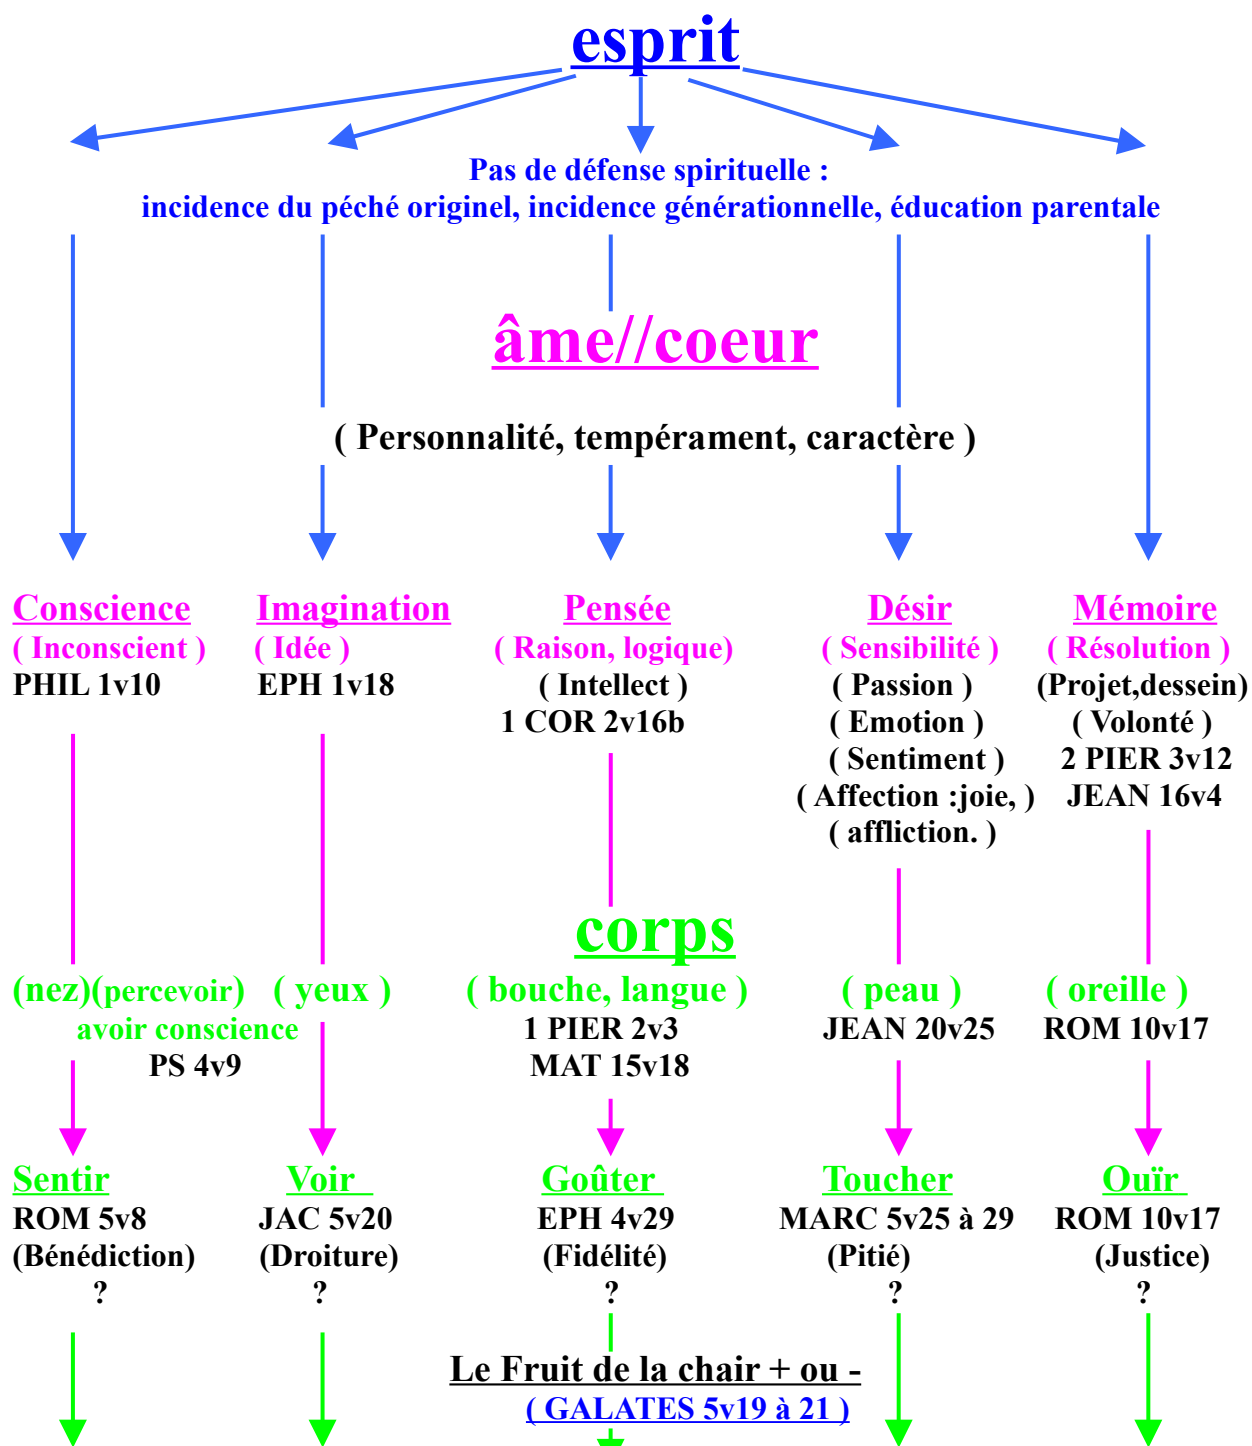 esprit
Pas de défense spirituelle :
incidence du péché originel, incidence générationnelle, éducation parentale
âme//coeur
( Personnalité, tempérament, caractère )
Conscience Imagination Pensée Désir Mémoire
( Inconscient ) ( Idée ) ( Raison, logique) ( Sensibilité ) ( Résolution )
PHIL 1v10 EPH 1v18 ( Intellect ) ( Passion ) (Projet,dessein)
1 COR 2v16b ( Emotion ) ( Volonté )
( Sentiment ) 2 PIER 3v12
( Affection :joie, ) JEAN 16v4
( affliction. )
corps
(nez)(percevoir) ( yeux ) ( bouche, langue ) ( peau ) ( oreille )
avoir conscience 1 PIER 2v3 JEAN 20v25 ROM 10v17
PS 4v9 MAT 15v18
Sentir Voir Goûter Toucher Ouïr
ROM 5v8 JAC 5v20 EPH 4v29 MARC 5v25 à 29 ROM 10v17
(Bénédiction) (Droiture) (Fidélité) (Pitié) (Justice)
? ? ? ? ?
Le Fruit de la chair + ou -
( GALATES 5v19 à 21 )